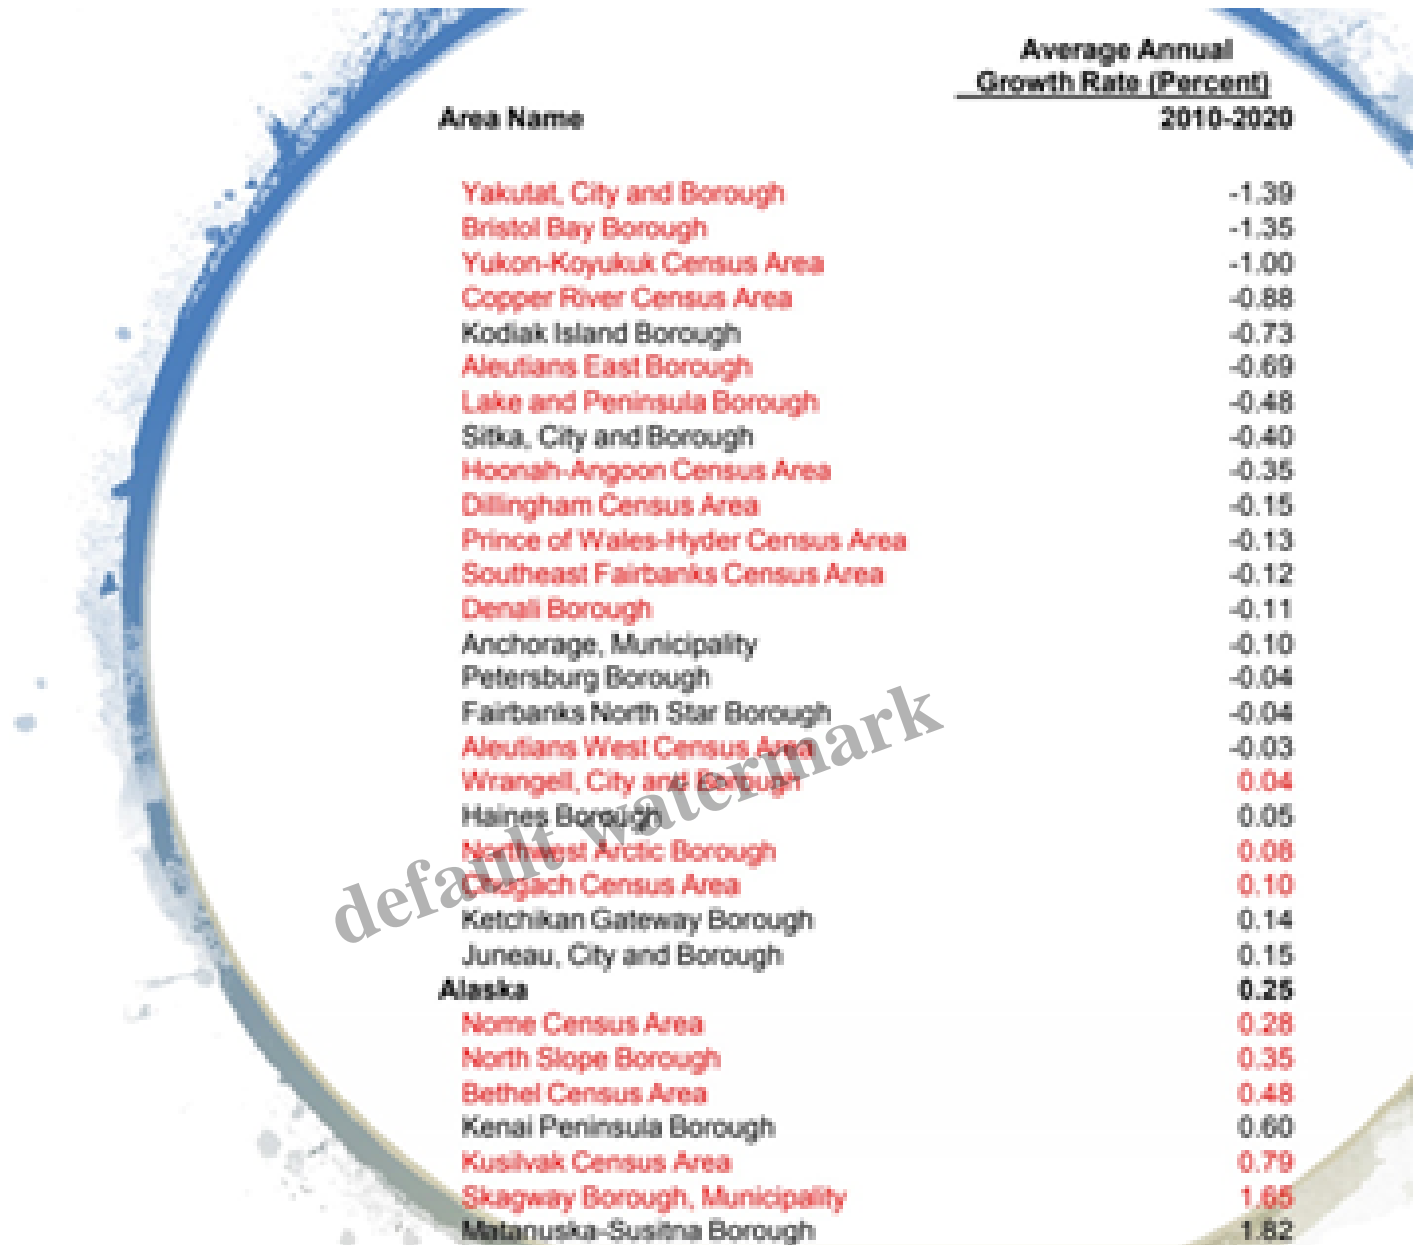 Average Annual
Growth Rate (Percent)
Area Name 2010-2020
Yakutat, City and Borough -1.39
Bristol Bay Borough -1.35
Yukon-Koyukuk Census Area -1.00
Copper River Census Area -0.88
Kodiak Island Borough -0.73
Aleutians East Borough -0.69
Lake and Peninsula Borough -0.48
Sitka, City and Borough -0.40
Hoonah-Angoon Census Area -0.35
Dillingham Census Area -0.15
Prince of Wales-Hyder Census Area -0.13
Southeast Fairbanks Census Area -0.12
Denali Borough -0.11
Anchorage, Municipality -0.10
Petersburg Borough -0.04
Fairbanks North Star Borough -0.04
Aleutians West Census Area -0.03
Wrangell, City and Borough 0.04
Haines Borough 0.05
Northwest Arctic Borough 0.08
Chugach Census Area 0.10
Ketchikan Gateway Borough 0.14
Juneau, City and Borough 0.15
Alaska 0.25
Nome Census Area 0.28
North Slope Borough 0.35
Bethel Census Area 0.48
Kenai Peninsula Borough 0.60
Kusilvak Census Area 0.79
Skagway Borough, Municipality 1.65
Matanuska-Susitna Borough 1.82
default watermark